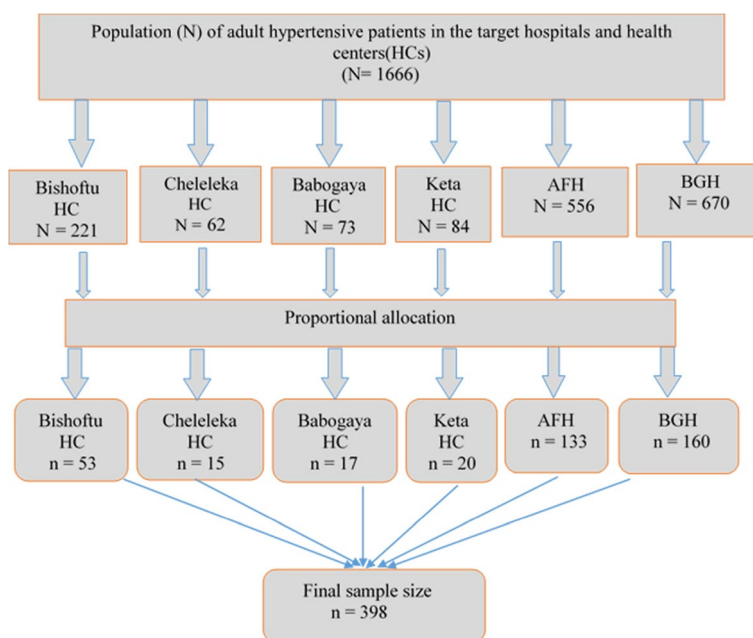 Population (N) of adult hypertensive patients in the target hospitals and health
centers(HCs)
(N= 1666)
Bishoftu
HC
N = 221
Cheleleka
HC
N = 62
Babogaya
HC
N = 73
Keta
HC
N = 84
AFH
N = 556
BGH
N = 670
Proportional allocation
Bishoftu
HC
n = 53
Cheleleka
HC
n = 15
Babogaya
HC
n = 17
Keta
HC
n = 20
AFH
n = 133
BGH
n = 160
Final sample size
n = 398